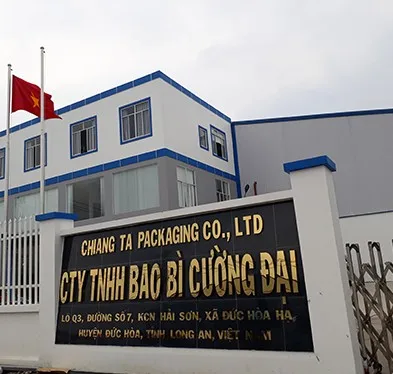 CHIANG TA PACKAGING CO., LTD
CTY TNHH BAO BÌ CƯỜNG ĐẠI
LÔ Q3, ĐƯỜNG SỐ 7, KCN HẢI SƠN, XÃ ĐỨC HÒA HẠ,
HUYỆN ĐỨC HÒA, TỈNH LONG AN, VIỆT NAM